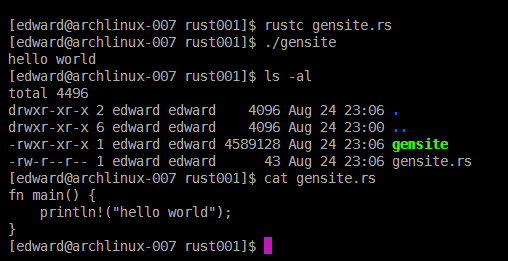 [edward@archlinux-007 rust001]$ rustc gensite.rs
[edward@archlinux-007 rust001]$ ./gensite
hello world
[edward@archlinux-007 rust001]$ ls -al
total 4496
drwxr-xr-x 2 edward edward    4096 Aug 24 23:06 .
drwxr-xr-x 6 edward edward    4096 Aug 24 23:00 ..
-rwxr-xr-x 1 edward edward 4589128 Aug 24 23:06 gensite
-rw-r--r-- 1 edward edward      43 Aug 24 23:06 gensite.rs
[edward@archlinux-007 rust001]$ cat gensite.rs
fn main() {
    println!("hello world");
}
[edward@archlinux-007 rust001]$